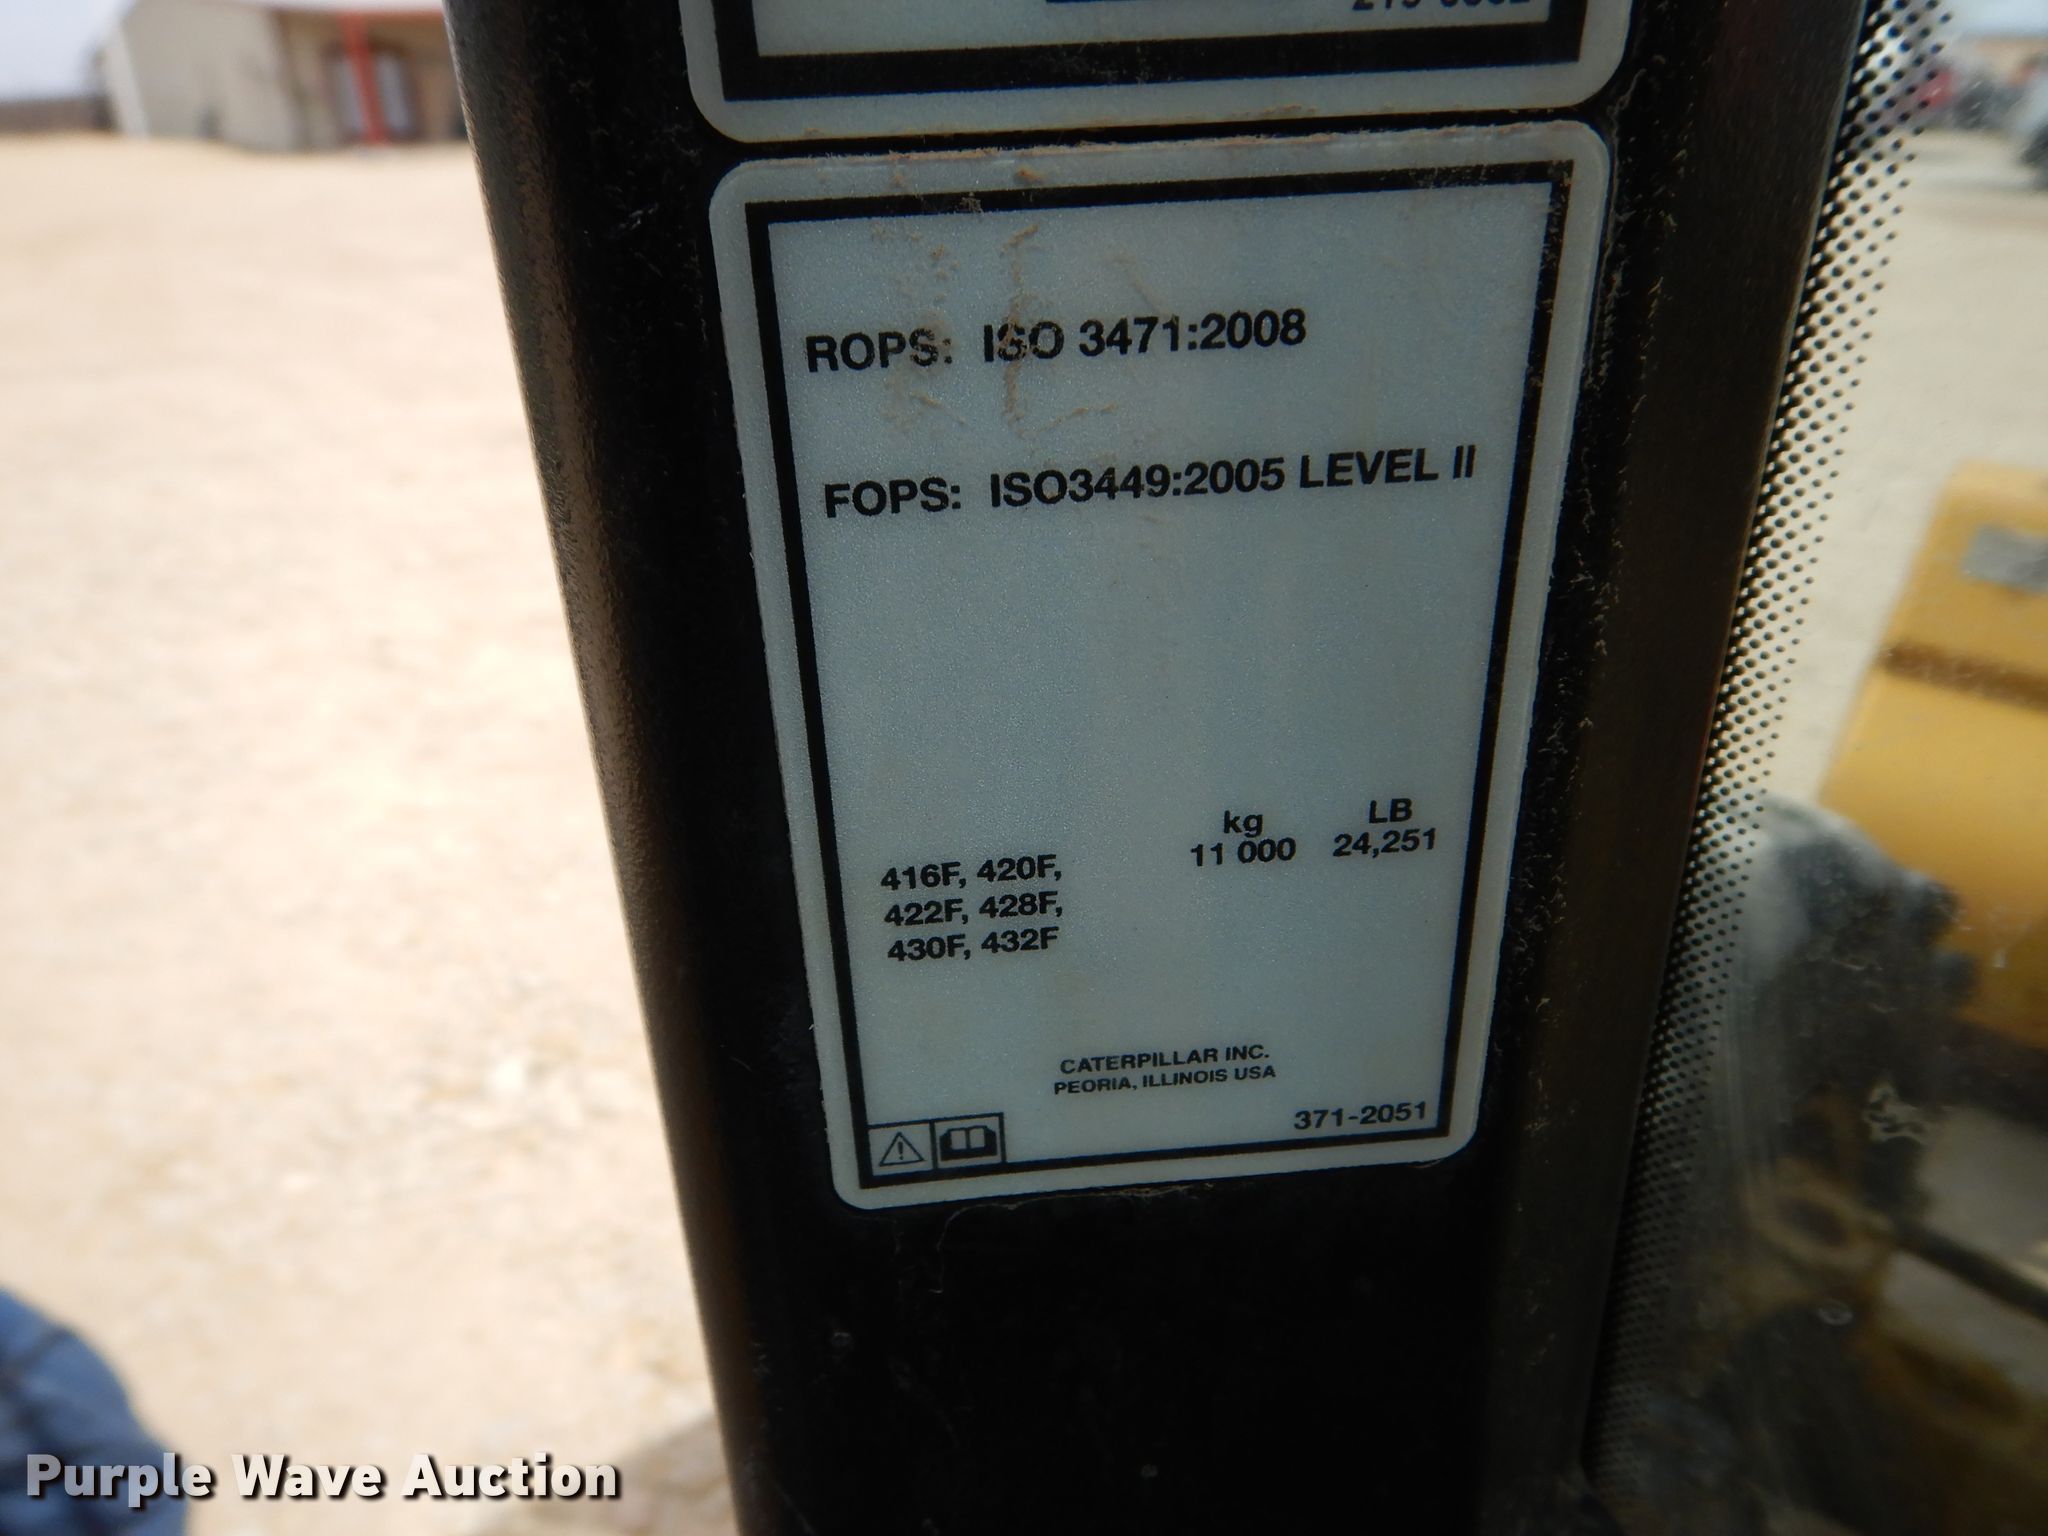 ROPS: ISO 3471:2008
FOPS: ISO3449:2005 LEVEL II
kg LB
416F, 420F, 11 000 24,251
422F, 428F,
430F, 432F
CATERPILLAR INC.
PEORIA, ILLINOIS USA
371-2051
Purple Wave Auction